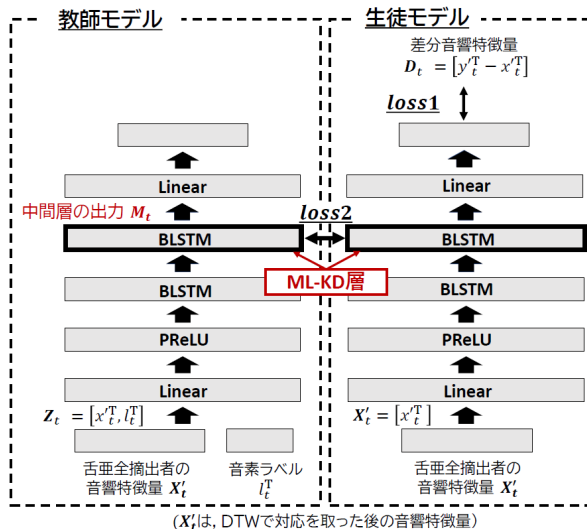 教師モデル
生徒モデル
差分音響特徴量
D_t = [y'_t^T − x'_t^T]
loss1
Linear
Linear
中間層の出力 M_t
loss2
BLSTM
BLSTM
ML-KD層
BLSTM
BLSTM
PReLU
PReLU
Linear
Linear
Z_t = [x'_t^T, l_t^T]
X'_t = [x'_t^T]
舌亜全摘出者の
音響特徴量 X'_t
音素ラベル
l_t^T
舌亜全摘出者の
音響特徴量 X'_t
(X'_tは, DTWで対応を取った後の音響特徴量)